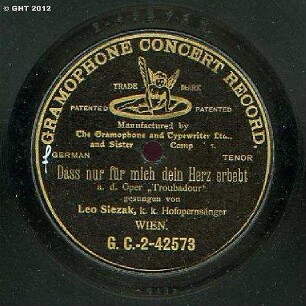 © GHT 2012
GRAMOPHONE CONCERT RECORD.
TRADE MARK
PATENTED PATENTED
Manufactured by
The Gramophone and Typewriter Ltd.,
and Sister Comp s.
GERMAN TENOR
Dass nur für mich dein Herz erbebt
a. d. Oper „Troubadour"
gesungen von
Leo Slezak, k. k. Hofopernsänger
WIEN.
G. C.-2-42573